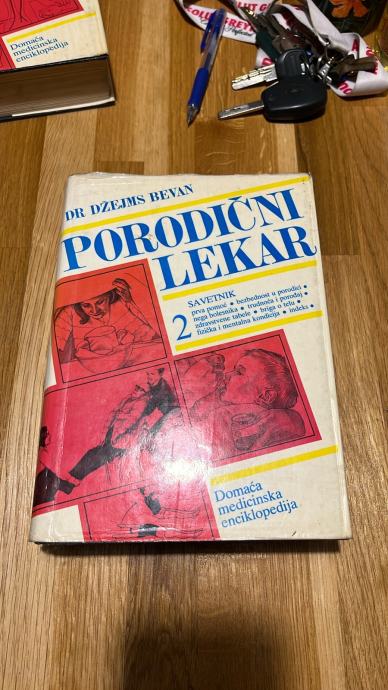 Domaća
medicinska
enciklopedija
DR DŽEJMS BEVAN
PORODIČNI
LEKAR
SAVETNIK
2
prva pomoć • bezbednost u porodici •
nega bolesnika • trudnoća i porođaj •
zdravstvene tabele • briga o telu •
fizička i mentalna kondicija • indeks •
Domaća
medicinska
enciklopedija